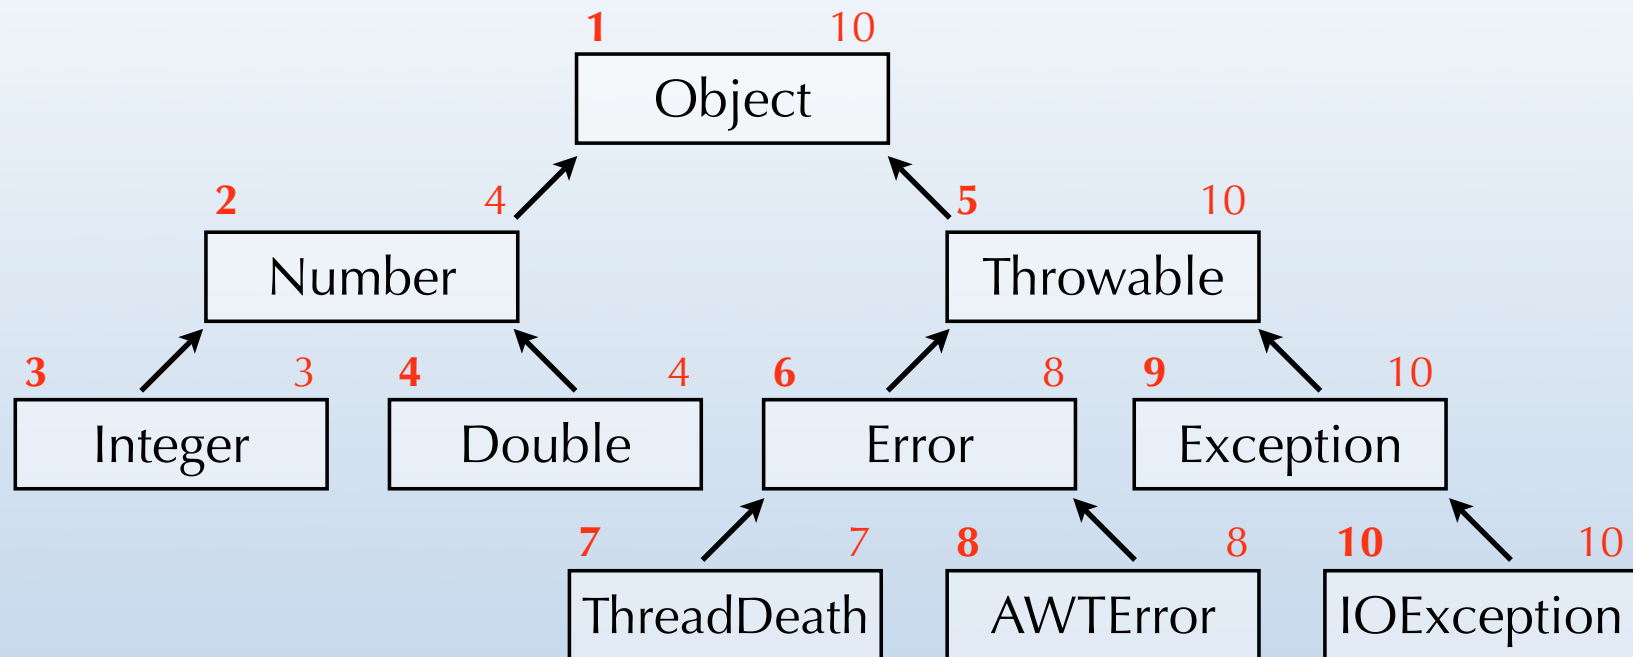 1 10
Object
2 4 5 10
Number Throwable
3 3 4 4 6 8 9 10
Integer Double Error Exception
7 7 8 8 10 10
ThreadDeath AWTError IOException